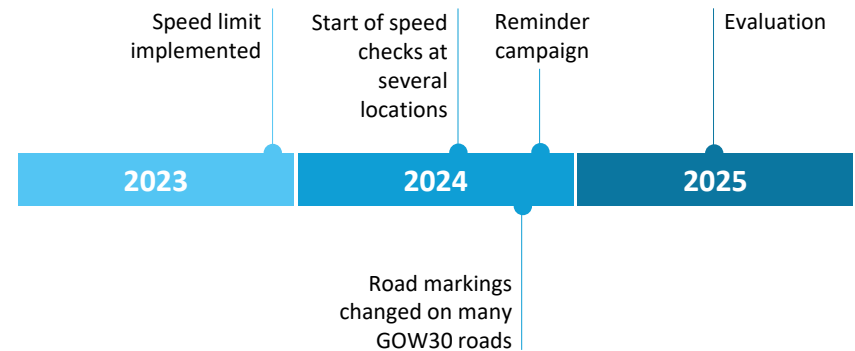 Speed limit
implemented
Start of speed
checks at
several
locations
Reminder
campaign
Evaluation
2023
2024
2025
Road markings
changed on many
GOW30 roads